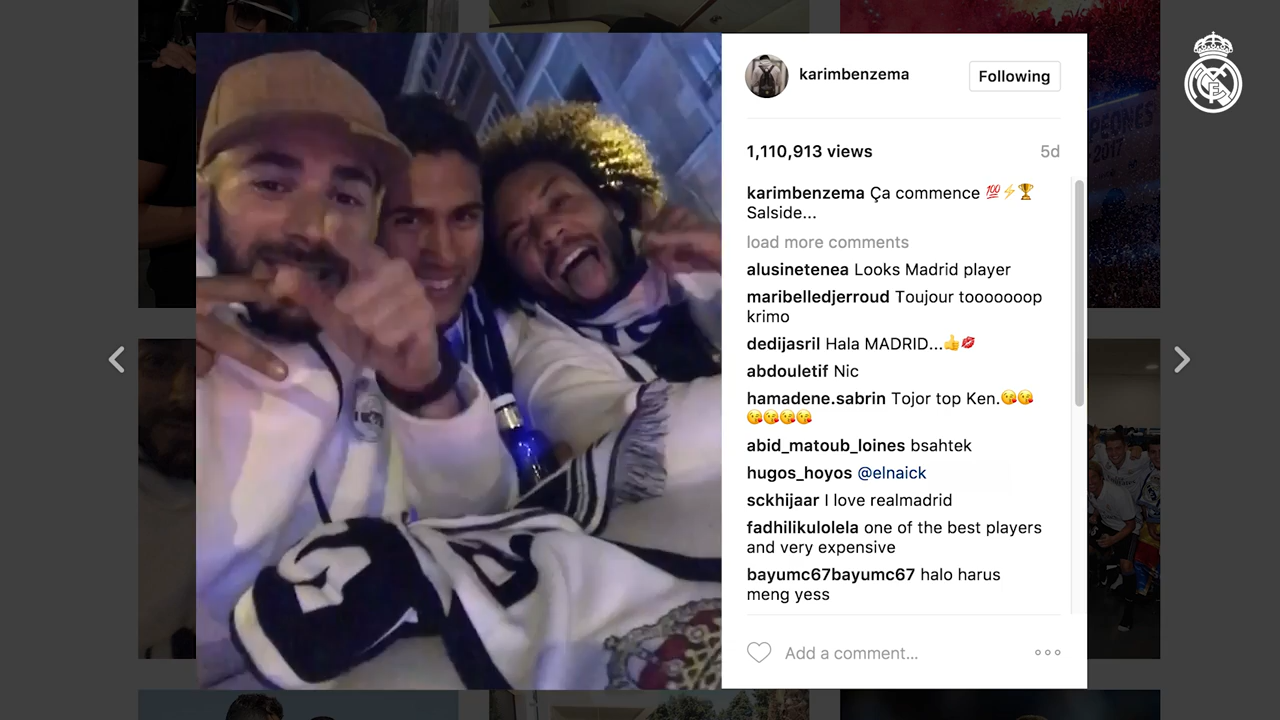 karimbenzema
Following
1,110,913 views
5d
karimbenzema Ça commence 💯⚡🏆
Salside...
load more comments
alusinetenea Looks Madrid player
maribelledjerroud Toujour tooooooop
krimo
dedijasril Hala MADRID...👍💋
abdouletif Nic
hamadene.sabrin Tojor top Ken.😘😘
😘😘😘😘
abid_matoub_loines bsahtek
hugos_hoyos @elnaick
sckhijaar I love realmadrid
fadhilikulolela one of the best players
and very expensive
bayumc67bayumc67 halo harus
meng yess
Add a comment...
PEONES
2017